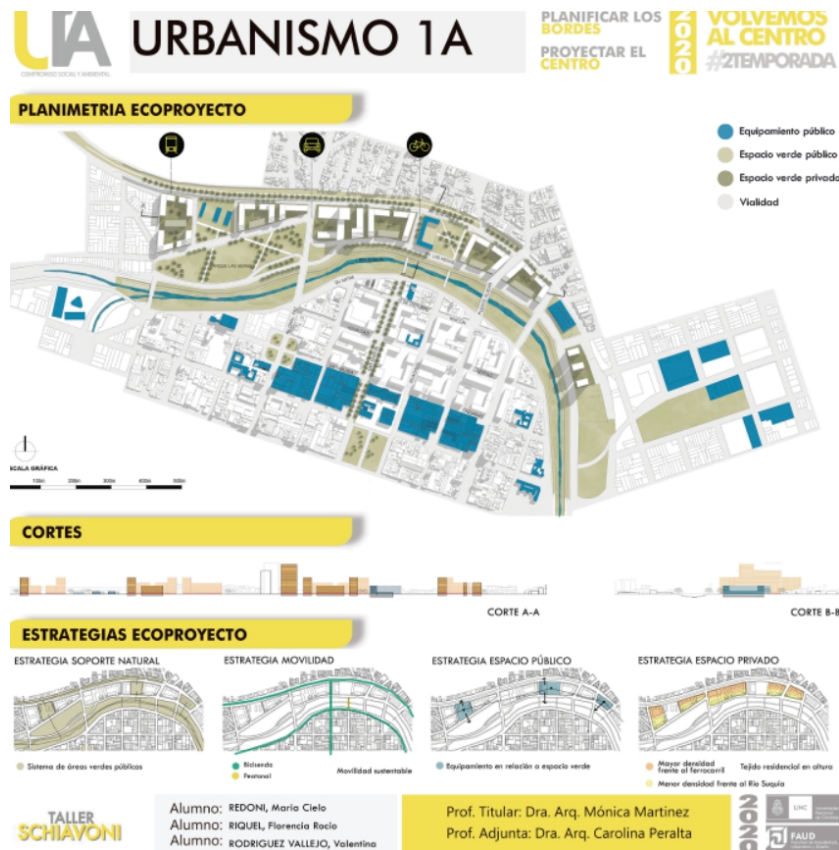 UTA
COMPROMISO SOCIAL Y AMBIENTAL
URBANISMO 1A
PLANIFICAR LOS
BORDES
PROYECTAR EL
CENTRO
2020
VOLVEMOS
AL CENTRO
#2TEMPORADA
PLANIMETRIA ECOPROYECTO
Equipamiento público
Espacio verde público
Espacio verde privado
Vialidad
ESCALA GRÁFICA
100m 200m 300m 400m 500m
CORTES
CORTE A-A
CORTE B-B
ESTRATEGIAS ECOPROYECTO
ESTRATEGIA SOPORTE NATURAL
ESTRATEGIA MOVILIDAD
ESTRATEGIA ESPACIO PÚBLICO
ESTRATEGIA ESPACIO PRIVADO
Sistema de áreas verdes públicas
Bicisenda
Peatonal
Movilidad sustentable
Equipamiento en relación a espacio verde
Mayor densidad
frente al ferrocarril
Tejido residencial en altura
Menor densidad frente al Río Suquía
TALLER
SCHIAVONI
Alumno: REDONI, Maria Cielo
Alumno: RIQUEL, Florencia Rocio
Alumno: RODRIGUEZ VALLEJO, Valentina
Prof. Titular: Dra. Arq. Mónica Martinez
Prof. Adjunta: Dra. Arq. Carolina Peralta
2020
UNC
FAUD